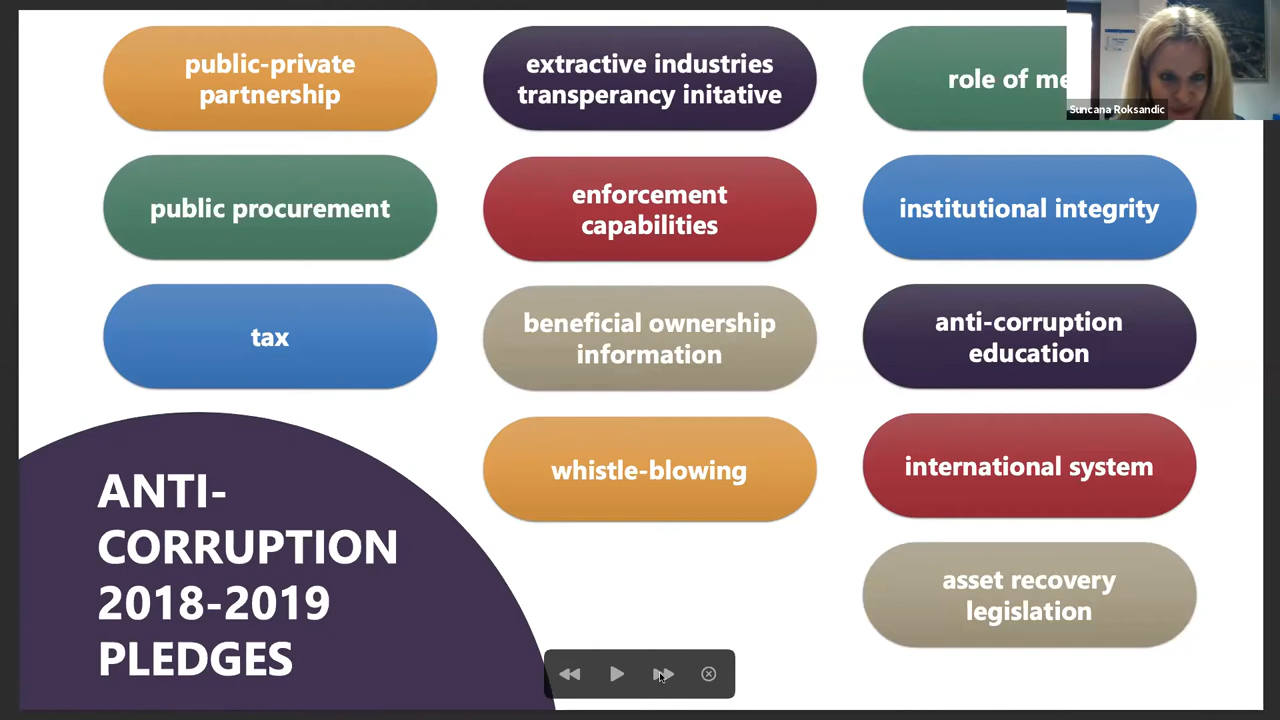 public-private
partnership
extractive industries
transperancy initative
role of
Suncana Roksandic
public procurement
enforcement
capabilities
institutional integrity
tax
beneficial ownership
information
anti-corruption
education
whistle-blowing
international system
asset recovery
legislation
ANTI-
CORRUPTION
2018-2019
PLEDGES